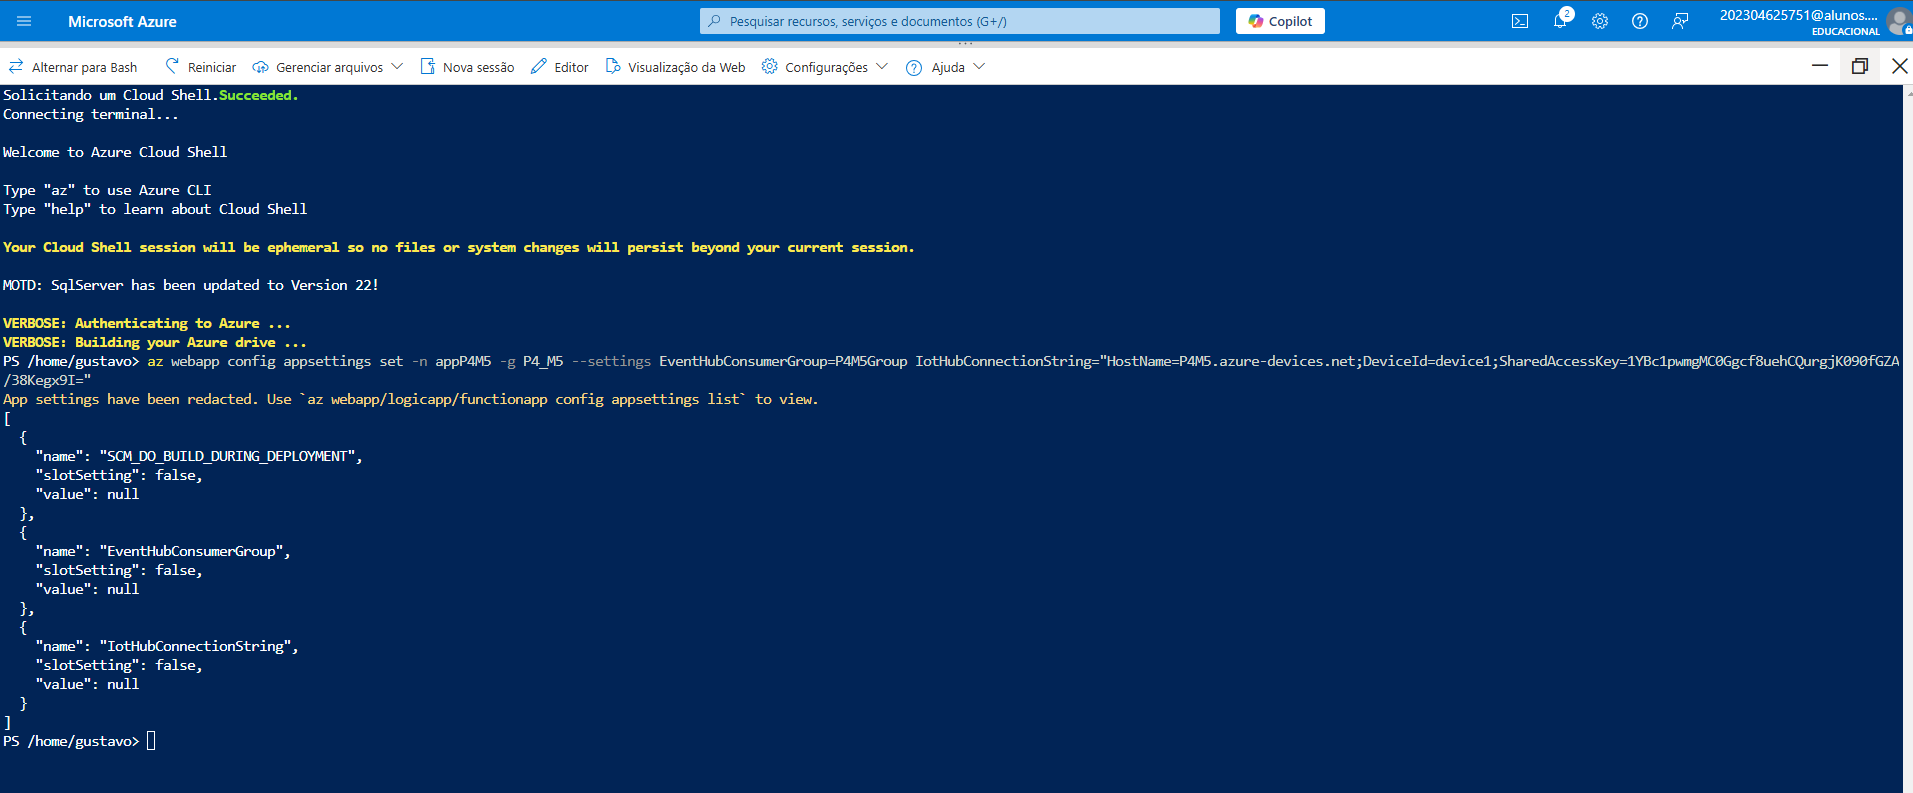 Microsoft Azure
Pesquisar recursos, serviços e documentos (G+/)
Copilot
2
202304625751@alunos....
EDUCACIONAL
Alternar para Bash
Reiniciar
Gerenciar arquivos
Nova sessão
Editor
Visualização da Web
Configurações
Ajuda
Solicitando um Cloud Shell.Succeeded.
Connecting terminal...
Welcome to Azure Cloud Shell
Type "az" to use Azure CLI
Type "help" to learn about Cloud Shell
Your Cloud Shell session will be ephemeral so no files or system changes will persist beyond your current session.
MOTD: SqlServer has been updated to Version 22!
VERBOSE: Authenticating to Azure ...
VERBOSE: Building your Azure drive ...
PS /home/gustavo> az webapp config appsettings set -n appP4M5 -g P4_M5 --settings EventHubConsumerGroup=P4M5Group IotHubConnectionString="HostName=P4M5.azure-devices.net;DeviceId=device1;SharedAccessKey=1YBc1pwmgMC0Ggcf8uehCQurgjK090fGZA
/38Kegx9I="
App settings have been redacted. Use `az webapp/logicapp/functionapp config appsettings list` to view.
[
{
"name": "SCM_DO_BUILD_DURING_DEPLOYMENT",
"slotSetting": false,
"value": null
},
{
"name": "EventHubConsumerGroup",
"slotSetting": false,
"value": null
},
{
"name": "IotHubConnectionString",
"slotSetting": false,
"value": null
}
]
PS /home/gustavo>